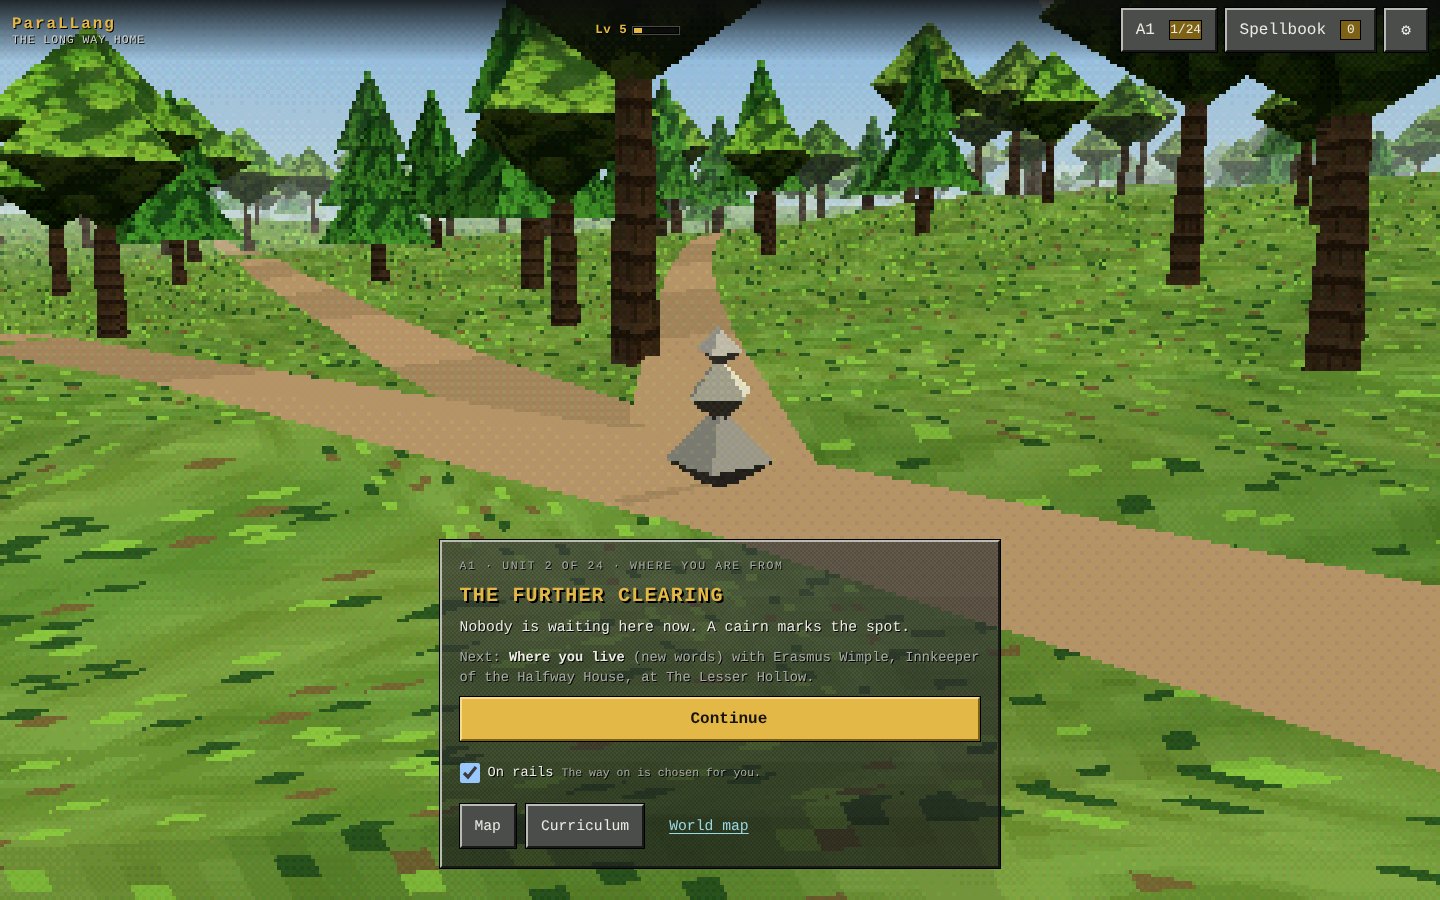 ParaLLang
THE LONG WAY HOME
Lv 5
A1 1/24
Spellbook 0
A1 · UNIT 2 OF 24 · WHERE YOU ARE FROM
THE FURTHER CLEARING
Nobody is waiting here now. A cairn marks the spot.
Next: Where you live (new words) with Erasmus Wimple, Innkeeper
of the Halfway House, at The Lesser Hollow.
Continue
On rails The way on is chosen for you.
Map
Curriculum
World map